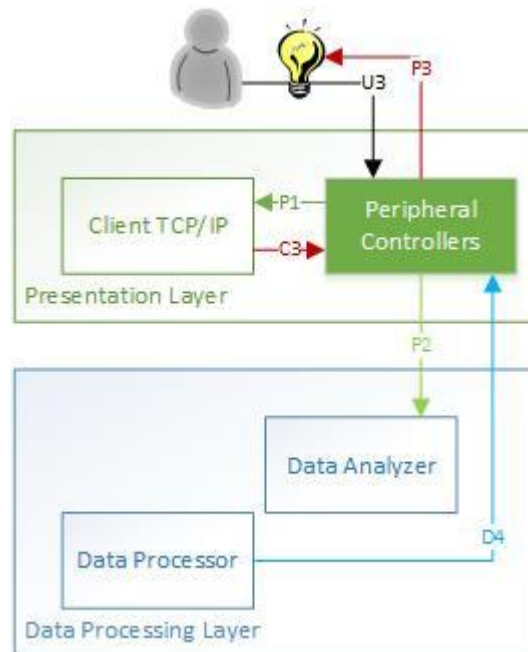 P3
U3
P1
Client TCP/IP
Peripheral
Controllers
C3
Presentation Layer
P2
Data Analyzer
D4
Data Processor
Data Processing Layer